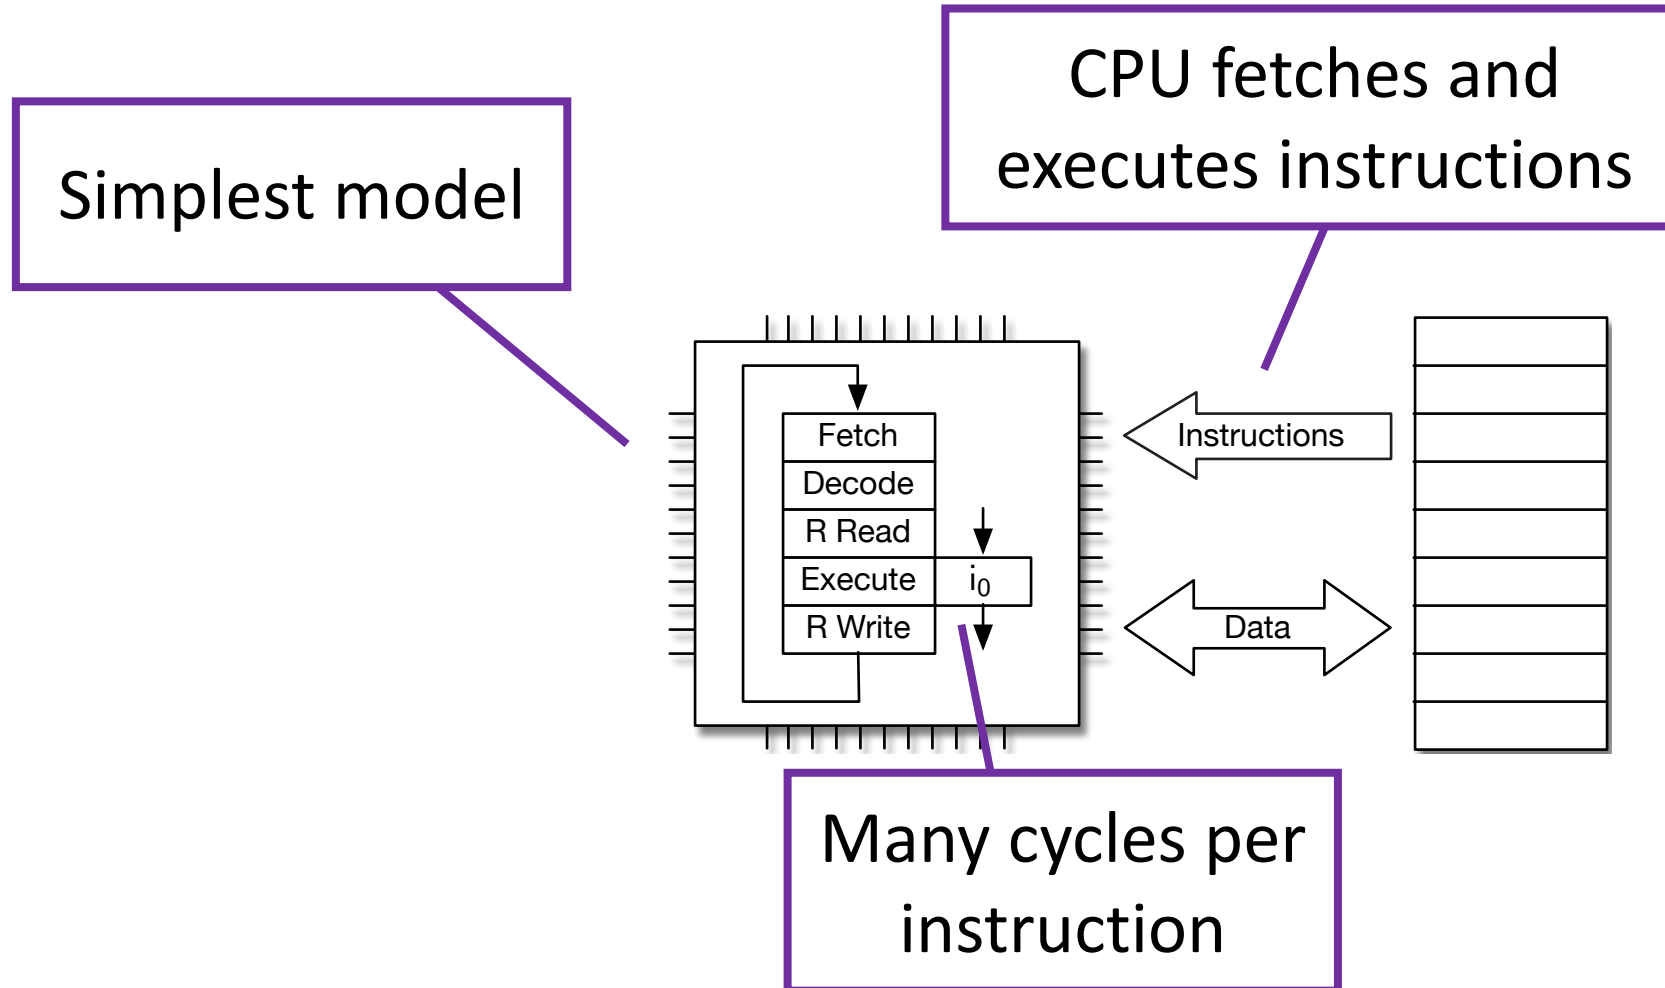 CPU fetches and
executes instructions
Simplest model
Fetch
Decode
R Read
Execute
i₀
R Write
Instructions
Data
Many cycles per
instruction